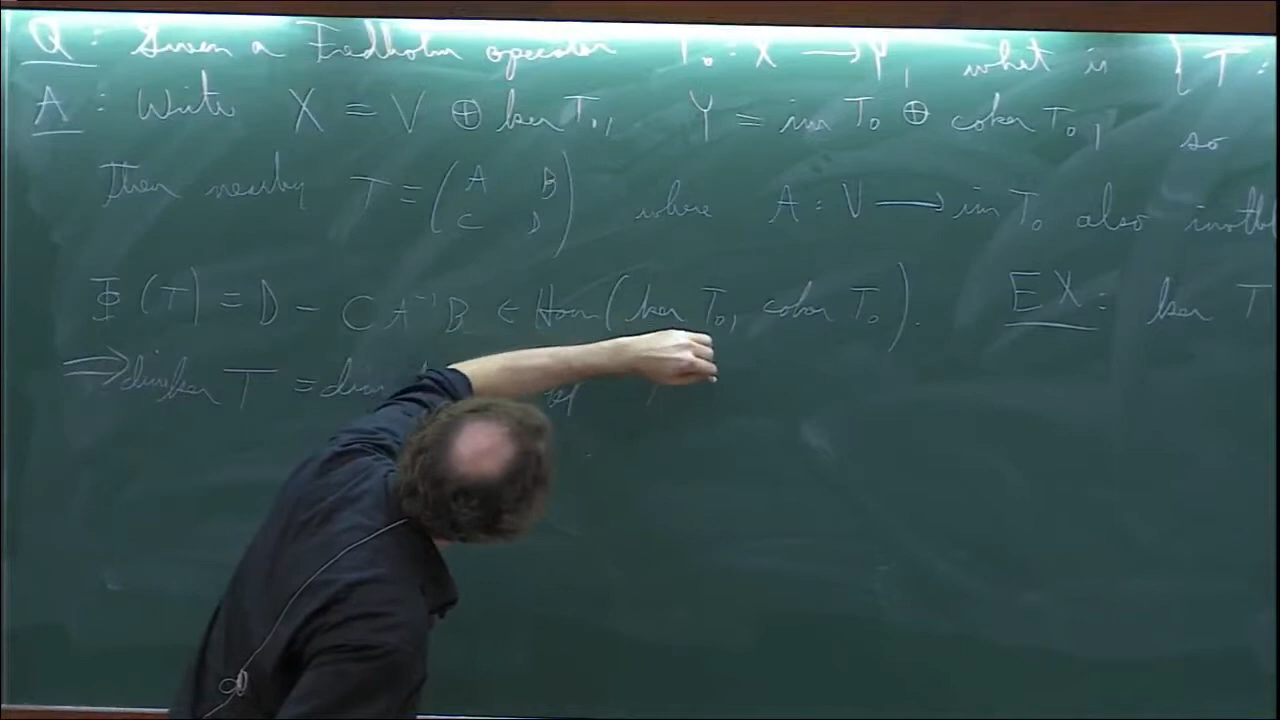 Q: Given a Fredholm operator T₀: X → Y, what is { T:
A: Write X = V ⊕ ker T₀, Y = im T₀ ⊕ coker T₀, so
Then nearby T = ( A B C D ) where A: V → im T₀ also
Φ(T) = D - CA⁻¹B ∈ Hom(ker T₀, coker T₀). EX: ker T
⇒ dim ker T = dim